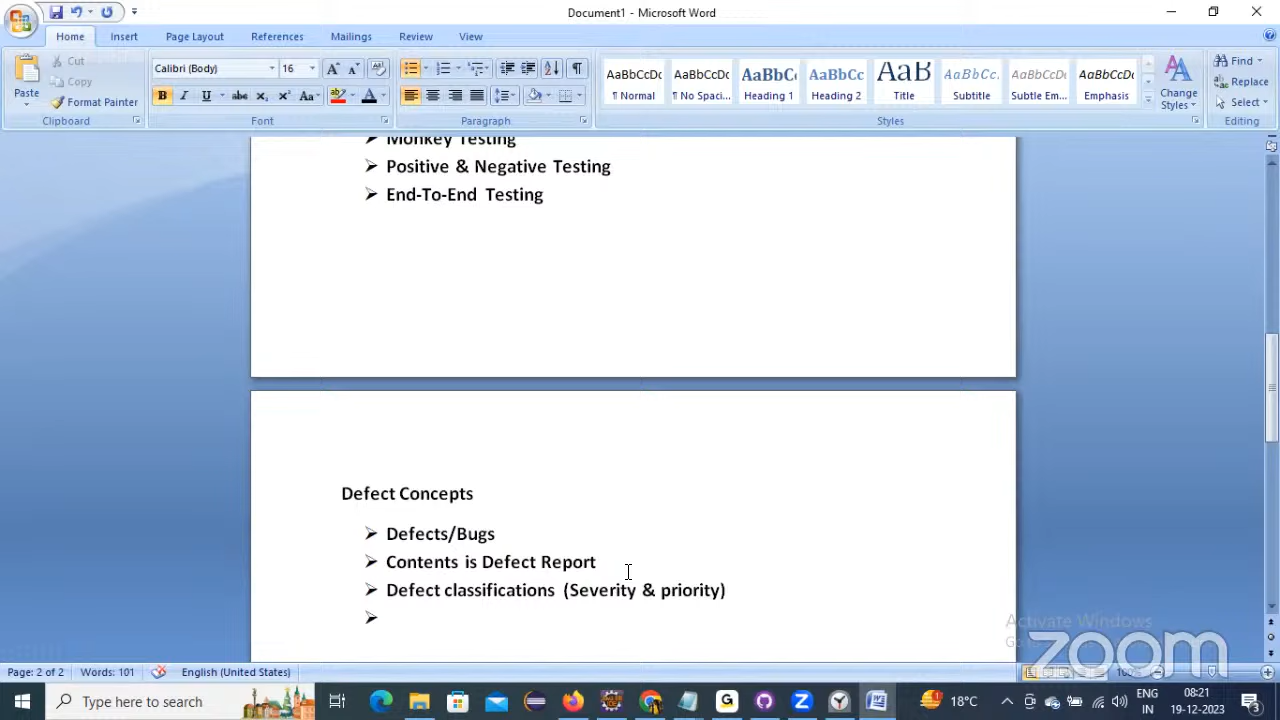 Document1 - Microsoft Word
Home Insert Page Layout References Mailings Review View
Paste
Cut
Copy
Format Painter
Clipboard
Calibri (Body) 16
Font
Paragraph
AaBbCcDc AaBbCcDc AaBbC AaBbCc AaB AaBbCc. AaBbCcDc AaBbCcDc
¶ Normal ¶ No Spaci... Heading 1 Heading 2 Title Subtitle Subtle Em... Emphasis
Styles
Change
Styles
Find
Replace
Select
Editing
Monkey Testing
Positive & Negative Testing
End-To-End Testing
Defect Concepts
Defects/Bugs
Contents is Defect Report
Defect classifications (Severity & priority)
Activate Windows
zoom
Page: 2 of 2 Words: 101 English (United States)
Type here to search
18°C
ENG
IN
08:21
19-12-2023